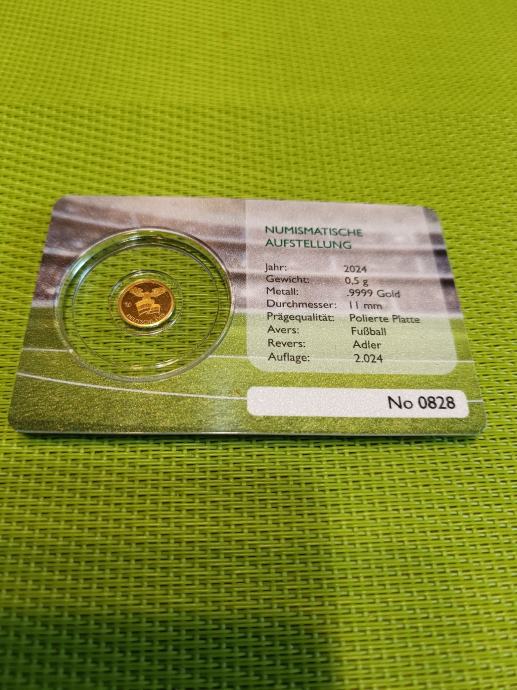 NUMISMATISCHE
AUFSTELLUNG
Jahr: 2024
Gewicht: 0,5 g
Metall: .9999 Gold
Durchmesser: 11 mm
Prägequalität: Polierte Platte
Avers: Fußball
Revers: Adler
Auflage: 2.024
No 0828